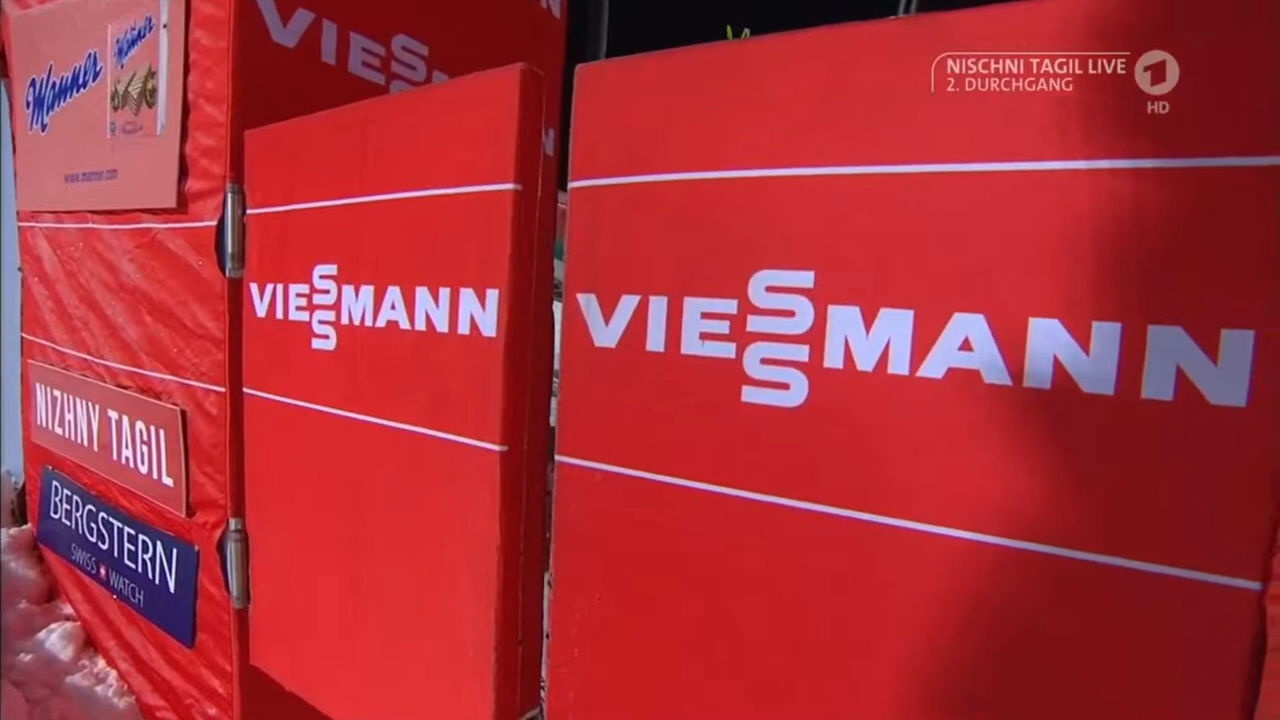 Manner
Manner
www.manner.com
VIESSMANN
NISCHNI TAGIL LIVE
2. DURCHGANG
1
HD
VIESSMANN
VIESSMANN
NIZHNY TAGIL
BERGSTERN
SWISS WATCH